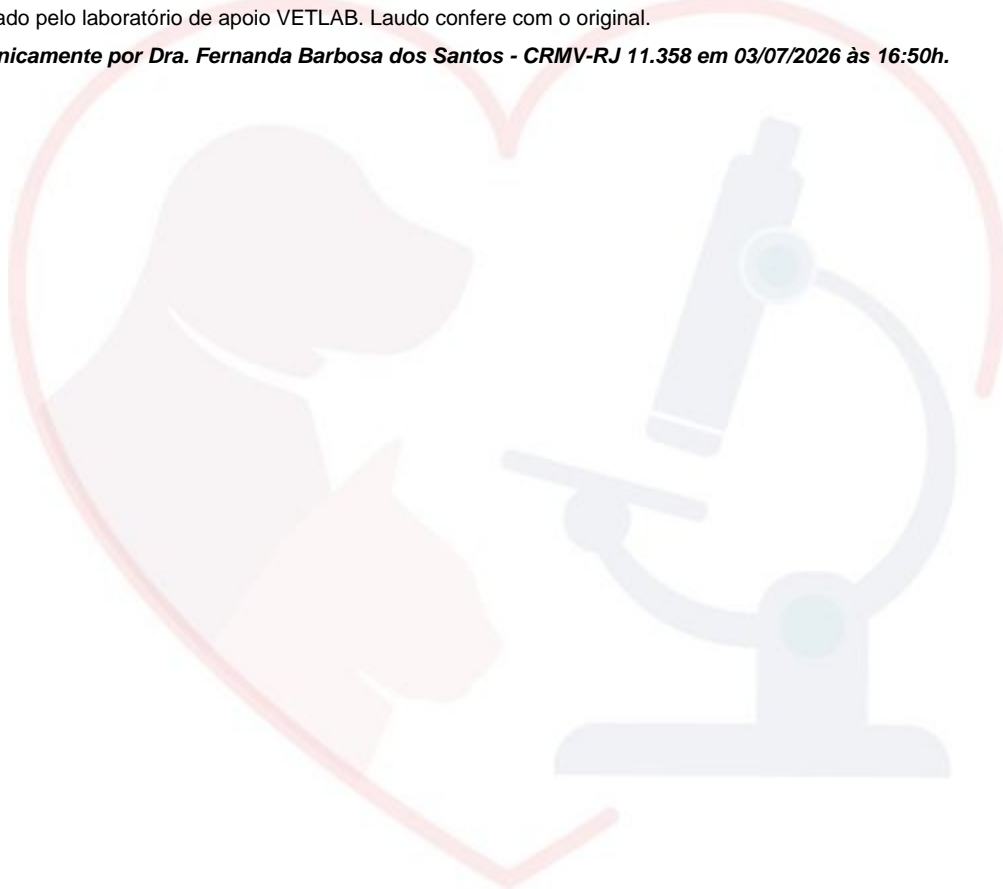 ado pelo laboratório de apoio VETLAB. Laudo confere com o original.
nicamente por Dra. Fernanda Barbosa dos Santos - CRMV-RJ 11.358 em 03/07/2026 às 16:50h.